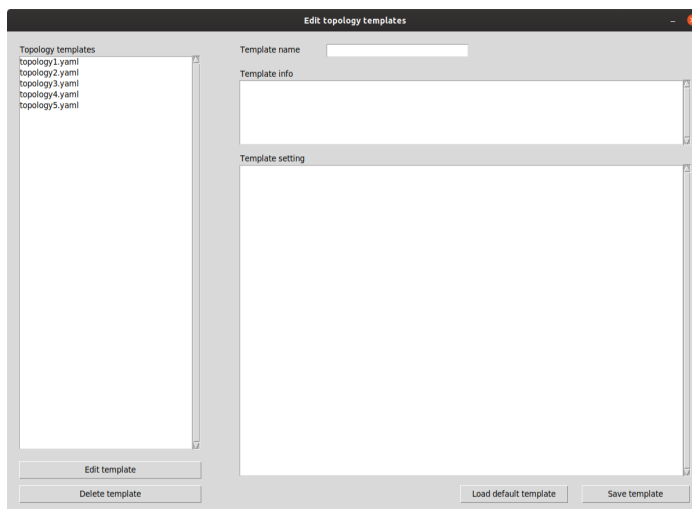 Edit topology templates
Topology templates
topology1.yaml
topology2.yaml
topology3.yaml
topology4.yaml
topology5.yaml
Edit template
Delete template
Template name
Template info
Template setting
Load default template
Save template